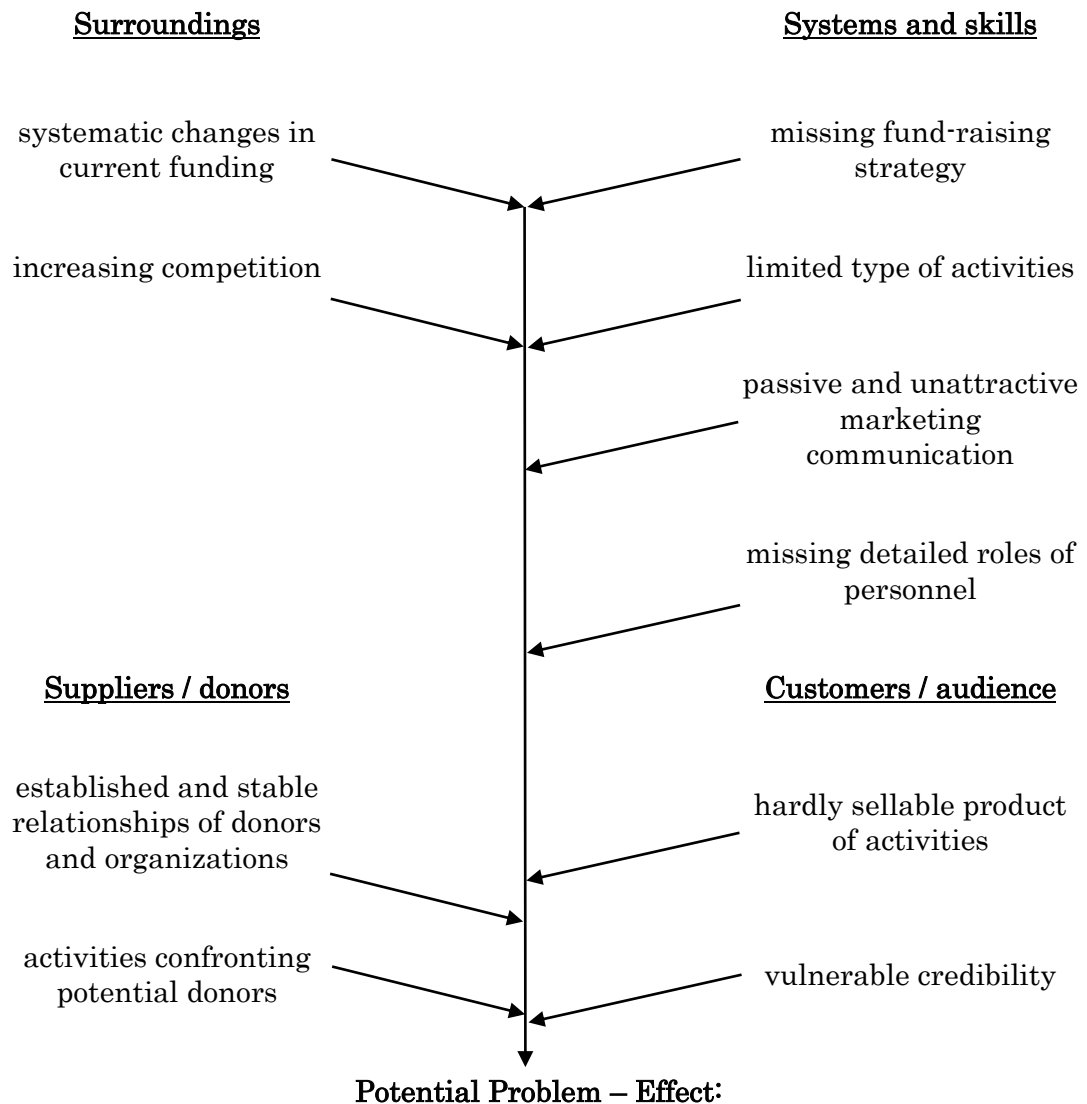 Surroundings
Systems and skills
systematic changes in
current funding
missing fund-raising
strategy
increasing competition
limited type of activities
passive and unattractive
marketing
communication
missing detailed roles of
personnel
Suppliers / donors
Customers / audience
established and stable
relationships of donors
and organizations
hardly sellable product
of activities
activities confronting
potential donors
vulnerable credibility
Potential Problem – Effect: